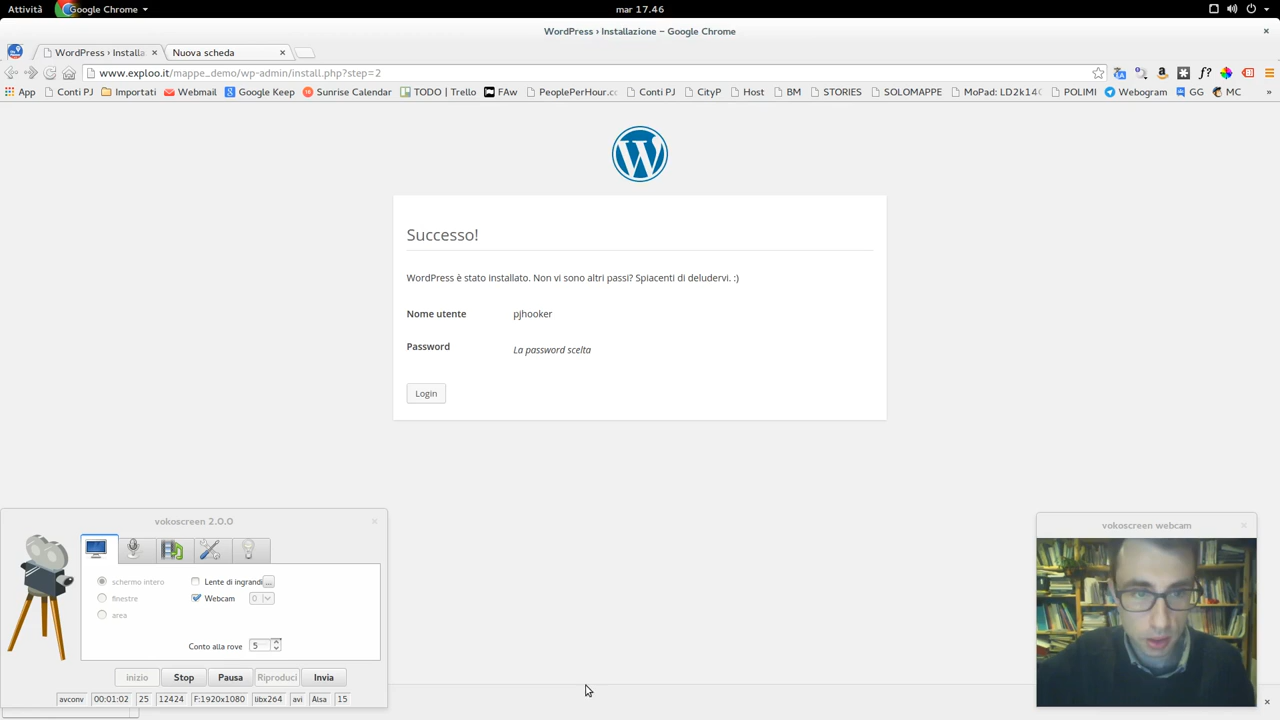 Attività
Google Chrome
mar 17.46
WordPress › Installazione – Google Chrome
WordPress › Installa
Nuova scheda
www.exploo.it/mappe_demo/wp-admin/install.php?step=2
App
Conti PJ
Importati
Webmail
Google Keep
Sunrise Calendar
TODO | Trello
FAw
PeoplePerHour.cc
Conti PJ
CityP
Host
BM
STORIES
SOLOMAPPE
MoPad: LD2k14
POLIMI
Webogram
GG
MC
»
Successo!
WordPress è stato installato. Non vi sono altri passi? Spiacenti di deludervi. :)
Nome utente pjhooker
Password La password scelta
Login
vokoscreen 2.0.0
schermo intero
Lente di ingrandi ...
finestre
Webcam 0
area
Conto alla rove 5
inizio Stop Pausa Riproduci Invia
avconv 00:01:02 25 12424 F:1920x1080 libx264 avi Alsa 15
vokoscreen webcam